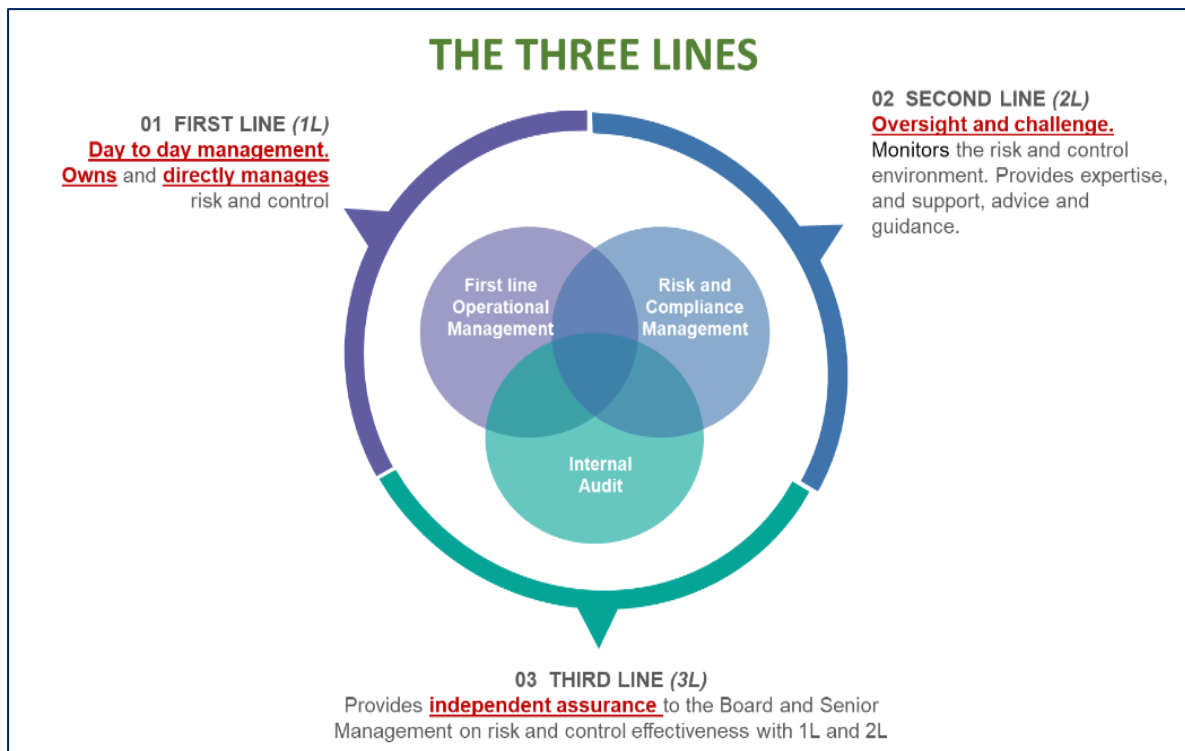 THE THREE LINES
01 FIRST LINE (1L)
Day to day management.
Owns and directly manages
risk and control
02 SECOND LINE (2L)
Oversight and challenge.
Monitors the risk and control
environment. Provides expertise,
and support, advice and
guidance.
First line
Operational
Management
Risk and
Compliance
Management
Internal
Audit
03 THIRD LINE (3L)
Provides independent assurance to the Board and Senior
Management on risk and control effectiveness with 1L and 2L